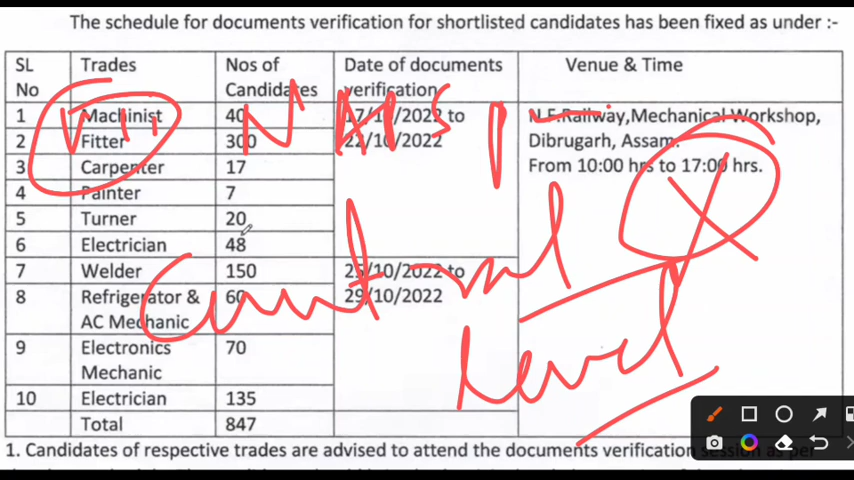 The schedule for documents verification for shortlisted candidates has been fixed as under :-
SL No Trades Nos of Candidates Date of documents verification Venue & Time
1 Machinist 40 17/10/2022 to 22/10/2022 N.F.Railway,Mechanical Workshop, Dibrugarh, Assam. From 10:00 hrs to 17:00 hrs.
2 Fitter 300
3 Carpenter 17
4 Painter 7
5 Turner 20
6 Electrician 48
7 Welder 150 25/10/2022 to 29/10/2022
8 Refrigerator & AC Mechanic 60
9 Electronics Mechanic 70
10 Electrician 135
Total 847
1. Candidates of respective trades are advised to attend the documents verification session as per
level